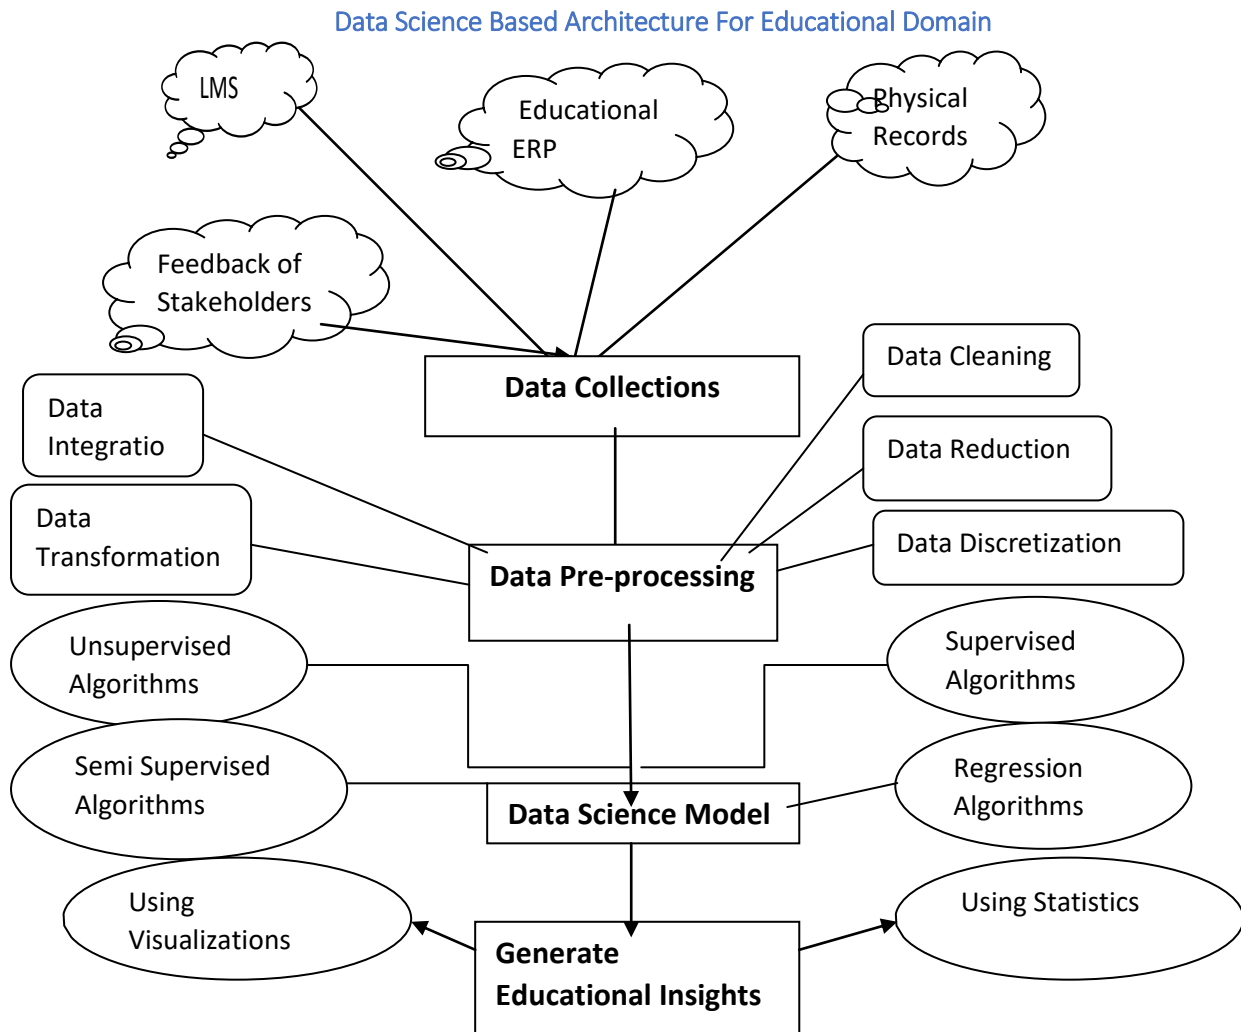 Data Science Based Architecture For Educational Domain
LMS
Educational
ERP
Physical
Records
Feedback of
Stakeholders
Data Collections
Data Cleaning
Data
Integratio
Data Reduction
Data
Transformation
Data Pre-processing
Data Discretization
Unsupervised
Algorithms
Supervised
Algorithms
Semi Supervised
Algorithms
Regression
Algorithms
Data Science Model
Using
Visualizations
Using Statistics
Generate
Educational Insights